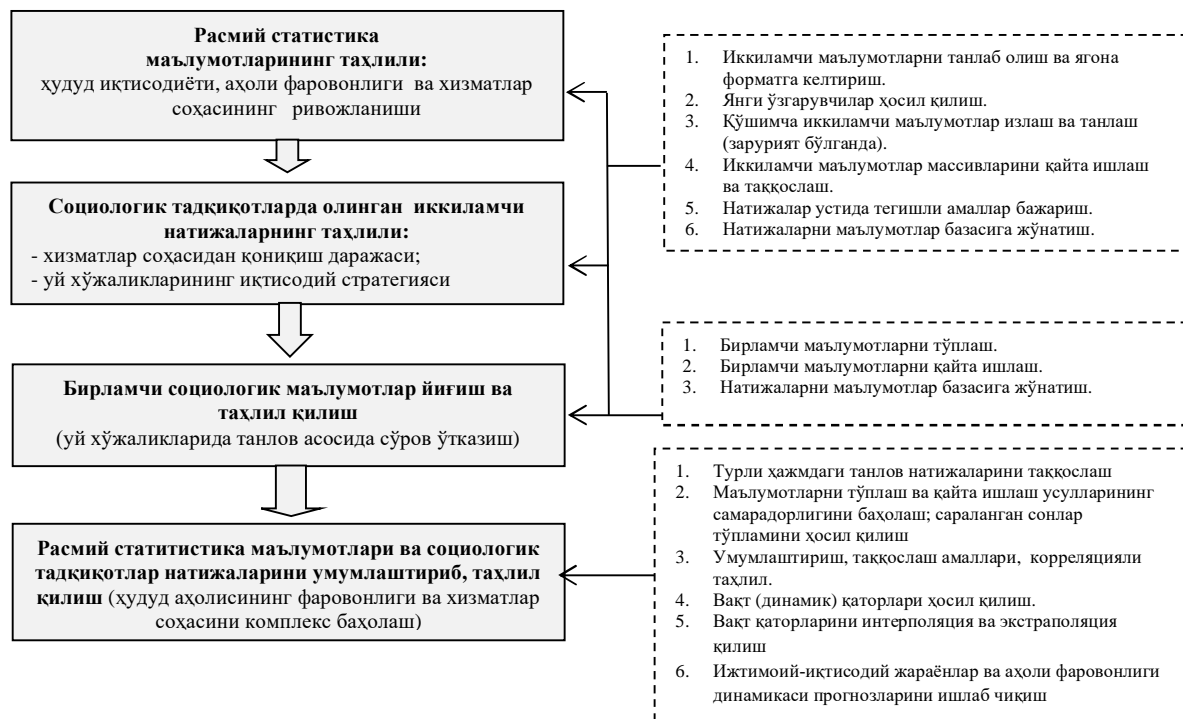 Расмий статистика
маълумотларининг таҳлили:
ҳудуд иқтисодиёти, аҳоли фаровонлиги ва хизматлар
соҳасининг ривожланиши
Социологик тадқиқотларда олинган иккиламчи
натижаларнинг таҳлили:
- хизматлар соҳасидан қониқиш даражаси;
- уй хўжаликларининг иқтисодий стратегияси
Бирламчи социологик маълумотлар йиғиш ва
таҳлил қилиш
(уй хўжаликларида танлов асосида сўров ўтказиш)
Расмий статитистика маълумотлари ва социологик
тадқиқотлар натижаларини умумлаштириб, таҳлил
қилиш (ҳудуд аҳолисининг фаровонлиги ва хизматлар
соҳасини комплекс баҳолаш)
1. Иккиламчи маълумотларни танлаб олиш ва ягона
форматга келтириш.
2. Янги ўзгарувчилар ҳосил қилиш.
3. Қўшимча иккиламчи маълумотлар излаш ва танлаш
(зарурият бўлганда).
4. Иккиламчи маълумотлар массивларини қайта ишлаш
ва таққослаш.
5. Натижалар устида тегишли амаллар бажариш.
6. Натижаларни маълумотлар базасига жўнатиш.
1. Бирламчи маълумотларни тўплаш.
2. Бирламчи маълумотларни қайта ишлаш.
3. Натижаларни маълумотлар базасига жўнатиш.
1. Турли ҳажмдаги танлов натижаларини таққослаш
2. Маълумотларни тўплаш ва қайта ишлаш усулларининг
самарадорлигини баҳолаш; сараланган сонлар
тўпламини ҳосил қилиш
3. Умумлаштириш, таққослаш амаллари, корреляцияли
таҳлил.
4. Вақт (динамик) қаторлари ҳосил қилиш.
5. Вақт қаторларини интерполяция ва экстраполяция
қилиш
6. Ижтимоий-иқтисодий жараёнлар ва аҳоли фаровонлиги
динамикаси прогнозларини ишлаб чиқиш